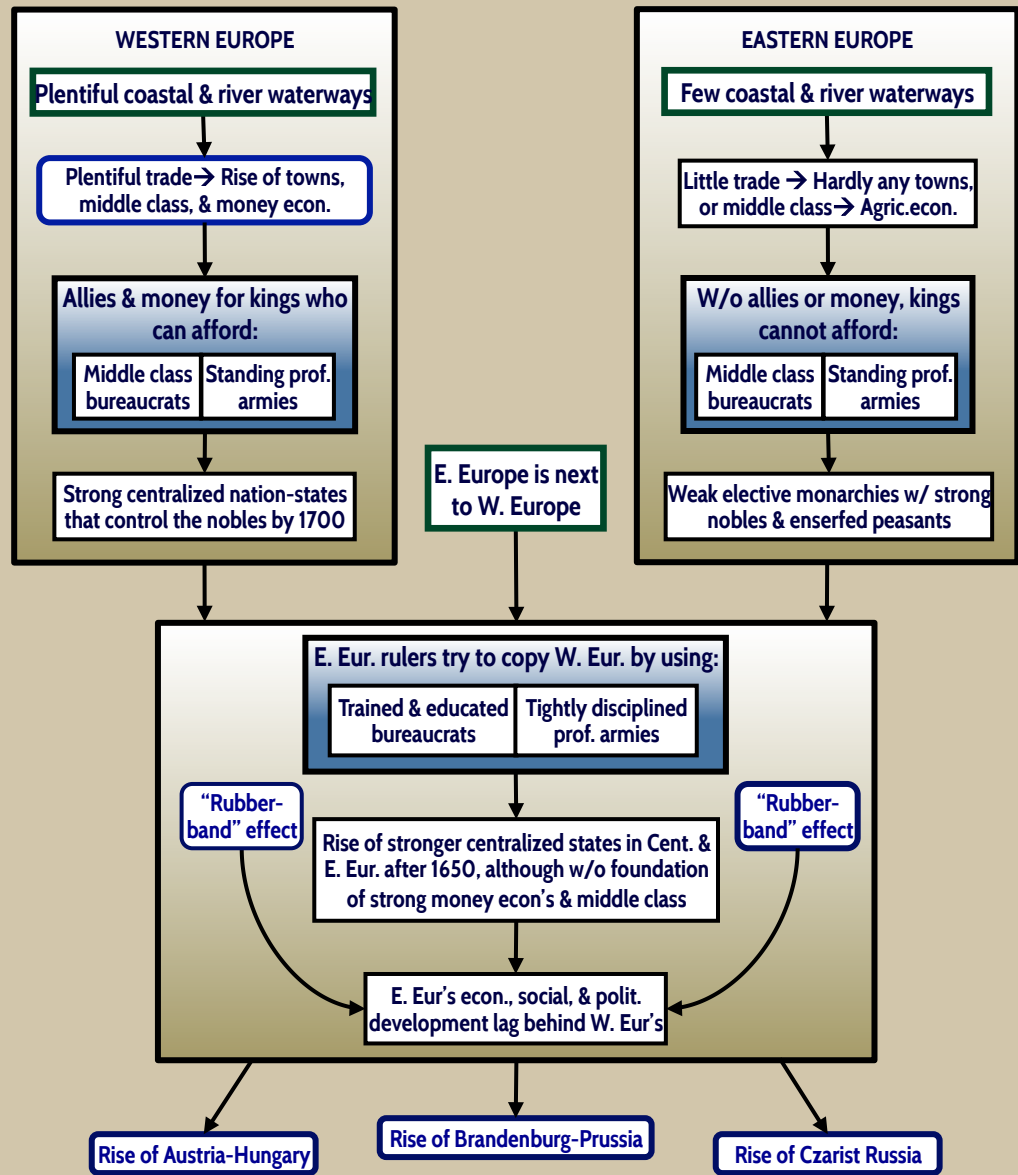 WESTERN EUROPE
Plentiful coastal & river waterways
Plentiful trade→ Rise of towns,
middle class, & money econ.
Allies & money for kings who
can afford:
Middle class
bureaucrats
Standing prof.
armies
Strong centralized nation-states
that control the nobles by 1700
EASTERN EUROPE
Few coastal & river waterways
Little trade → Hardly any towns,
or middle class→ Agric.econ.
W/o allies or money, kings
cannot afford:
Middle class
bureaucrats
Standing prof.
armies
Weak elective monarchies w/ strong
nobles & enserfed peasants
E. Europe is next
to W. Europe
E. Eur. rulers try to copy W. Eur. by using:
Trained & educated
bureaucrats
Tightly disciplined
prof. armies
“Rubber-
band” effect
“Rubber-
band” effect
Rise of stronger centralized states in Cent. &
E. Eur. after 1650, although w/o foundation
of strong money econ's & middle class
E. Eur's econ., social, & polit.
development lag behind W. Eur's
Rise of Austria-Hungary
Rise of Brandenburg-Prussia
Rise of Czarist Russia